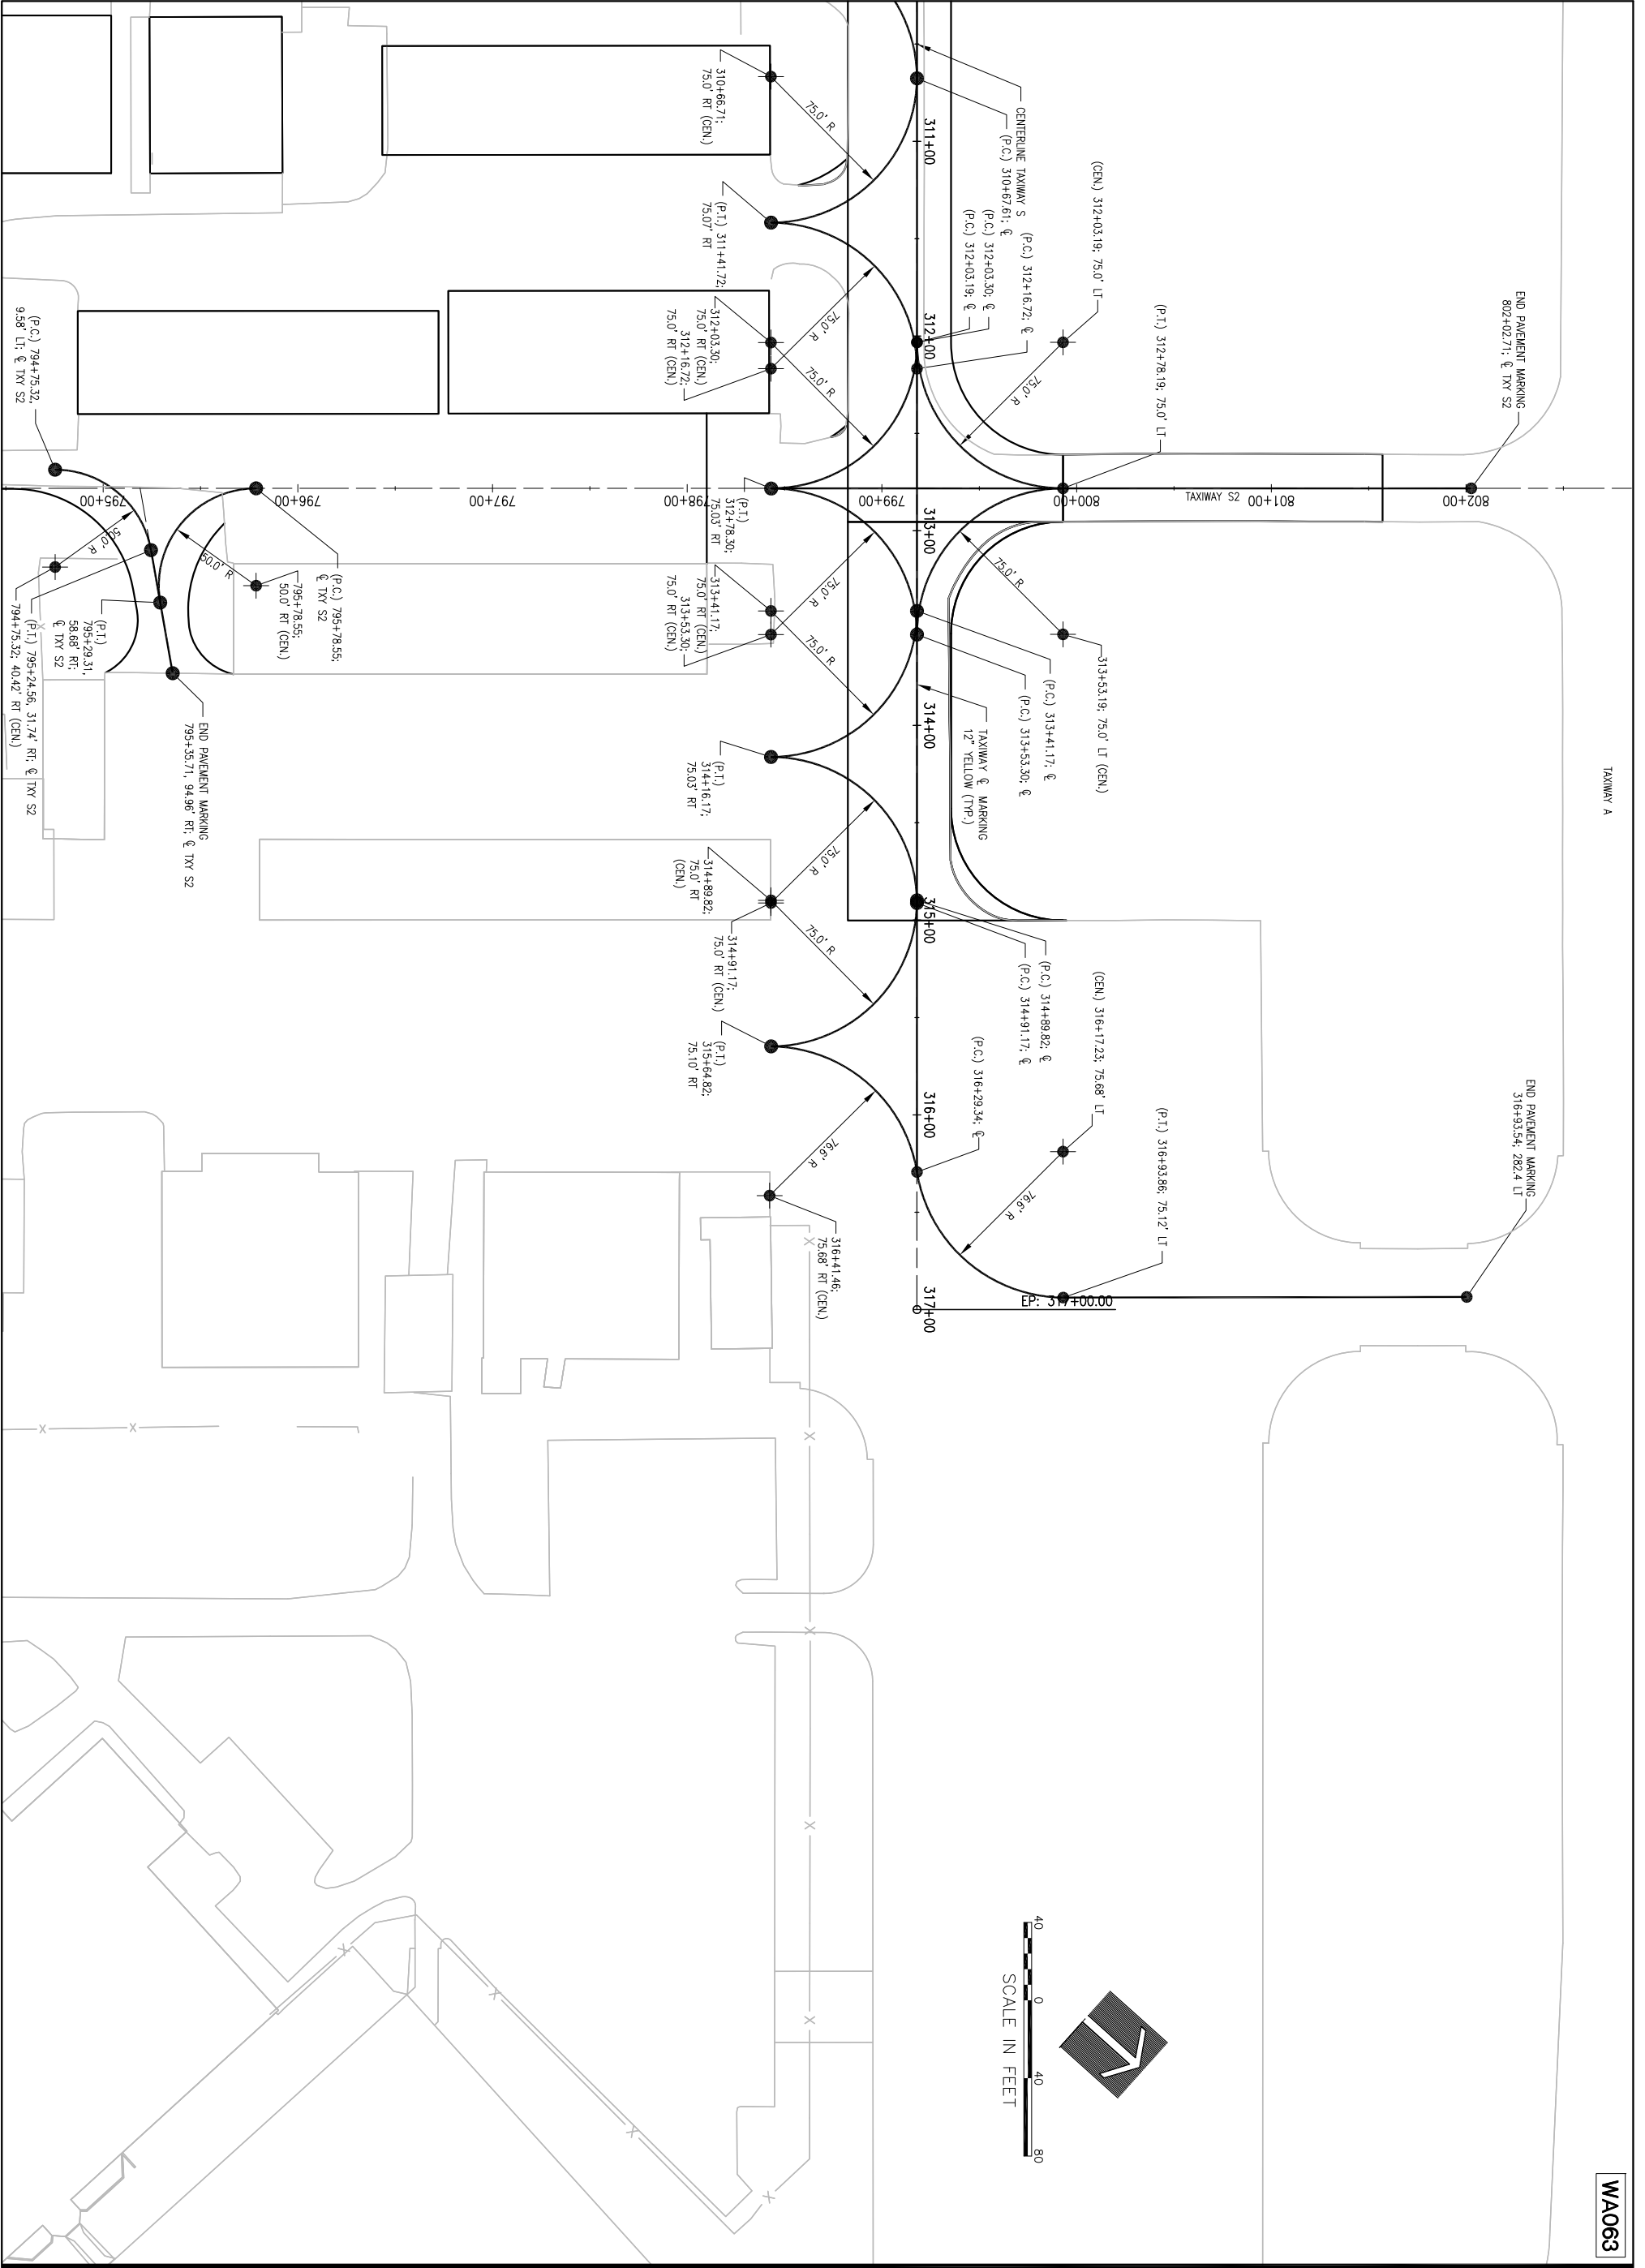 WA063
TAXIWAY A
END PAVEMENT MARKING
802+02.71; ℄ TXY S2
END PAVEMENT MARKING
316+93.54; 282.4 LT
(CEN.) 312+03.19; 75.0' LT
(P.T.) 312+78.19; 75.0' LT
313+53.19; 75.0' LT (CEN.)
(CEN.) 316+17.23; 75.68' LT
(P.T.) 316+93.86; 75.12' LT
CENTERLINE TAXIWAY S
(P.C.) 310+67.61; ℄
(P.C.) 312+16.72; ℄
(P.C.) 312+03.30; ℄
(P.C.) 312+03.19; ℄
(P.C.) 313+41.17; ℄
(P.C.) 313+53.30; ℄
TAXIWAY ℄ MARKING
12" YELLOW (TYP.)
(P.C.) 314+89.82; ℄
(P.C.) 314+91.17; ℄
(P.C.) 316+29.34; ℄
EP: 317+00.00
75.0' R
75.0' R
TAXIWAY S2
76.6' R
311+00
312+00
313+00
314+00
315+00
316+00
317+00
802+00
801+00
800+00
799+00
798+00
797+00
796+00
795+00
75.0' R
75.0' R
75.0' R
75.0' R
75.0' R
75.0' R
75.0' R
76.6' R
310+66.71;
75.0' RT (CEN.)
(P.T.) 311+41.72;
75.07' RT
312+03.30;
75.0' RT (CEN.)
312+16.72;
75.0' RT (CEN.)
(P.T.)
312+78.30;
75.03' RT
313+41.17;
75.0' RT (CEN.)
313+53.30;
75.0' RT (CEN.)
(P.T.)
314+16.17;
75.03' RT
314+89.82;
75.0' RT
(CEN.)
314+91.17;
75.0' RT (CEN.)
(P.T.)
315+64.82;
75.10' RT
316+41.46;
75.68' RT (CEN.)
(P.C.) 795+78.55;
℄ TXY S2
795+78.55;
50.0' RT (CEN.)
50.0' R
50.0' R
END PAVEMENT MARKING
795+35.71, 94.96' RT; ℄ TXY S2
(P.T.)
795+29.31,
58.68' RT;
℄ TXY S2
(P.T.) 795+24.56, 31.74' RT; ℄ TXY S2
794+75.32; 40.42' RT (CEN.)
(P.C.) 794+75.32,
9.58' LT; ℄ TXY S2
40 0 40 80
SCALE IN FEET
X
X
X
X
X
X
X
X
X
X
X
X